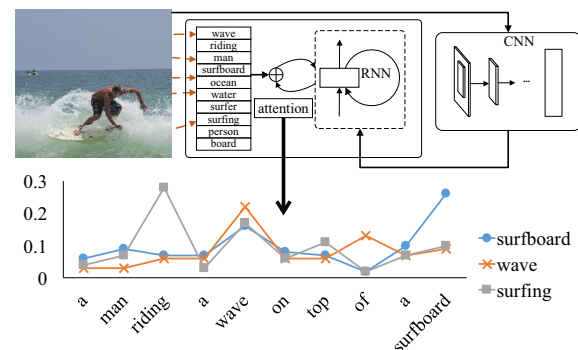 wave
riding
man
surfboard
ocean
water
surfer
surfing
person
board
attention
RNN
CNN
...
0.3
0.2
0.1
0
a
man
riding
a
wave
on
top
of
a
surfboard
surfboard
wave
surfing